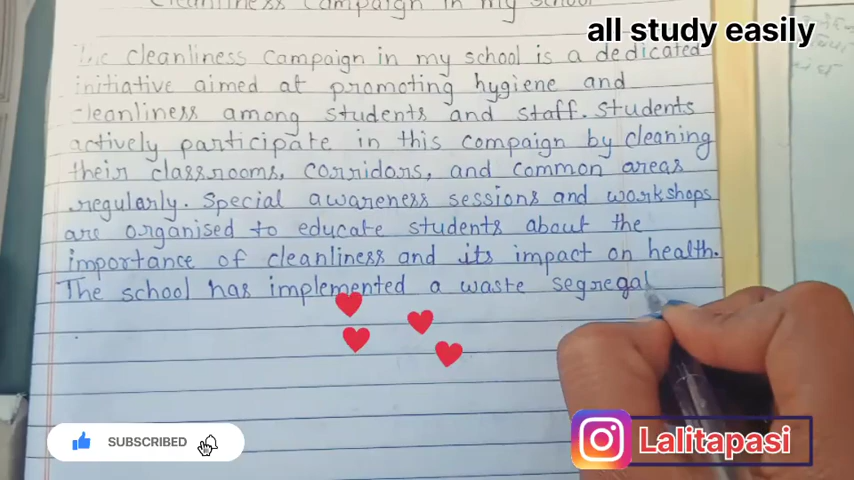 Cleanliness Campaign in my school
all study easily
The cleanliness campaign in my school is a dedicated
initiative aimed at promoting hygiene and
cleanliness among students and staff. Students
actively participate in this compaign by cleaning
their classrooms, corridors, and common areas
regularly. Special awareness sessions and workshops
are organised to educate students about the
importance of cleanliness and its impact on health.
The school has implemented a waste segregat
SUBSCRIBED
Lalitapasi